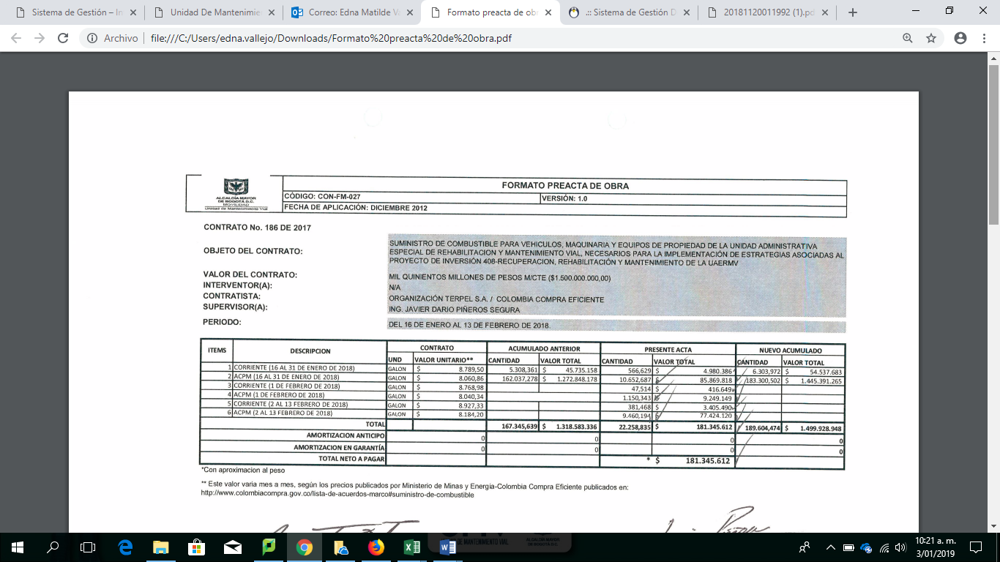 Sistema de Gestión – In
Unidad De Mantenimie
Correo: Edna Matilde Va
Formato preacta de ob
.:: Sistema de Gestión D
20181120011992 (1).pd
Archivo file:///C:/Users/edna.vallejo/Downloads/Formato%20preacta%20de%20obra.pdf
ALCALDÍA MAYOR
DE BOGOTÁ D.C.
MOVILIDAD
Unidad de Mantenimiento Vial
FORMATO PREACTA DE OBRA
CÓDIGO: CON-FM-027 VERSIÓN: 1.0
FECHA DE APLICACIÓN: DICIEMBRE 2012
CONTRATO No. 186 DE 2017
OBJETO DEL CONTRATO:
SUMINISTRO DE COMBUSTIBLE PARA VEHICULOS, MAQUINARIA Y EQUIPOS DE PROPIEDAD DE LA UNIDAD ADMINISTRATIVA
ESPECIAL DE REHABILITACION Y MANTENIMIENTO VIAL, NECESARIOS PARA LA IMPLEMENTACIÓN DE ESTRATEGIAS ASOCIADAS AL
PROYECTO DE INVERSIÓN 408-RECUPERACION, REHABILITACIÓN Y MANTENIMIENTO DE LA UAERMV
VALOR DEL CONTRATO: MIL QUINIENTOS MILLONES DE PESOS M/CTE ($1.500.000.000,00)
INTERVENTOR(A): N/A
CONTRATISTA: ORGANIZACIÓN TERPEL S.A. / COLOMBIA COMPRA EFICIENTE
SUPERVISOR(A): ING. JAVIER DARIO PIÑEROS SEGURA
PERIODO: DEL 16 DE ENERO AL 13 DE FEBRERO DE 2018.
ITEMS DESCRIPCION CONTRATO ACUMULADO ANTERIOR PRESENTE ACTA NUEVO ACUMULADO
UND VALOR UNITARIO** CANTIDAD VALOR TOTAL CANTIDAD VALOR TOTAL CANTIDAD VALOR TOTAL
1 CORRIENTE (16 AL 31 DE ENERO DE 2018) GALON $ 8.789,50 5.308,361 $ 45.735.158 566,629 $ 4.980.386 6.303,972 $ 54.537.683
2 ACPM (16 AL 31 DE ENERO DE 2018) GALON $ 8.060,86 162.037,278 $ 1.272.848.178 10.652,687 $ 85.869.818 183.300,502 $ 1.445.391.265
3 CORRIENTE (1 DE FEBRERO DE 2018) GALON $ 8.768,98 47,514 $ 416.649
4 ACPM (1 DE FEBRERO DE 2018) GALON $ 8.040,34 1.150,343 $ 9.249.149
5 CORRIENTE (2 AL 13 FEBRERO DE 2018) GALON $ 8.927,33 381,468 $ 3.405.490
6 ACPM (2 AL 13 FEBRERO DE 2018) GALON $ 8.184,20 9.460,194 $ 77.424.120
TOTAL 167.345,639 $ 1.318.583.336 22.258,835 $ 181.345.612 189.604,474 $ 1.499.928.948
AMORTIZACION ANTICIPO 0 0 0 0
AMORTIZACION EN GARANTÍA 0 0 0 0
TOTAL NETO A PAGAR * $ 181.345.612
*Con aproximacion al peso
** Este valor varia mes a mes, según los precios publicados por Ministerio de Minas y Energia-Colombia Compra Eficiente publicados en:
http://www.colombiacompra.gov.co/lista-de-acuerdos-marco#suministro-de-combustible
DE MANTENIMIENTO VIAL
ALCALDÍA MAYOR
DE BOGOTÁ D.C.
10:21 a. m.
3/01/2019